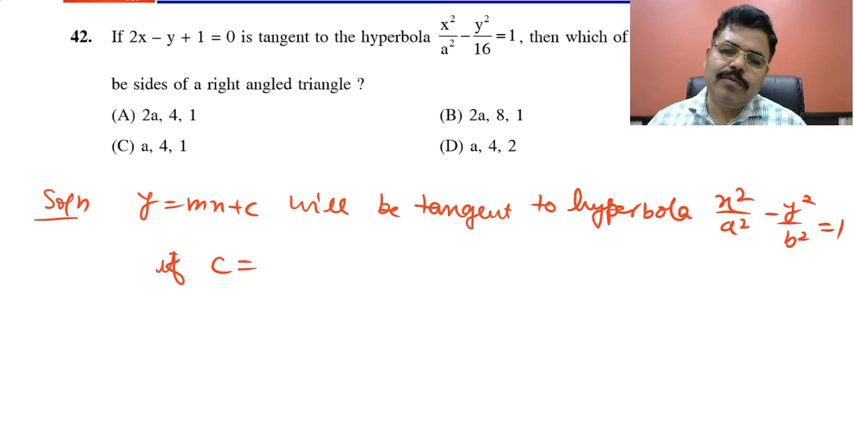 42. If 2x – y + 1 = 0 is tangent to the hyperbola x²/a² – y²/16 = 1, then which of
be sides of a right angled triangle ?
(A) 2a, 4, 1 (B) 2a, 8, 1
(C) a, 4, 1 (D) a, 4, 2
Soln y = mx + c will be tangent to hyperbola x²/a² – y²/b² = 1
if c =